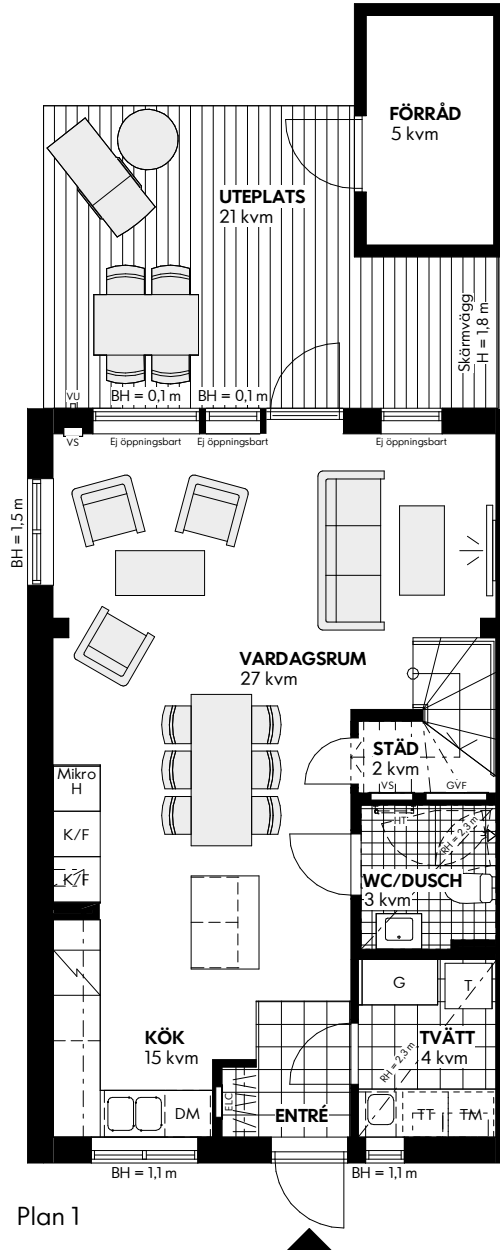 FÖRRÅD
5 kvm
UTEPLATS
21 kvm
Skärmvägg
H = 1,8 m
VU
BH = 0,1 m
BH = 0,1 m
VS
Ej öppningsbart
Ej öppningsbart
Ej öppningsbart
BH = 1,5 m
VARDAGSRUM
27 kvm
STÄD
2 kvm
VS
GVF
Mikro
H
K/F
K/F
HT
RH = 2,3 m
WC/DUSCH
3 kvm
G
T
KÖK
15 kvm
TVÄTT
4 kvm
RH = 2,3 m
ELC
DM
ENTRÉ
TT
TM
BH = 1,1 m
BH = 1,1 m
Plan 1